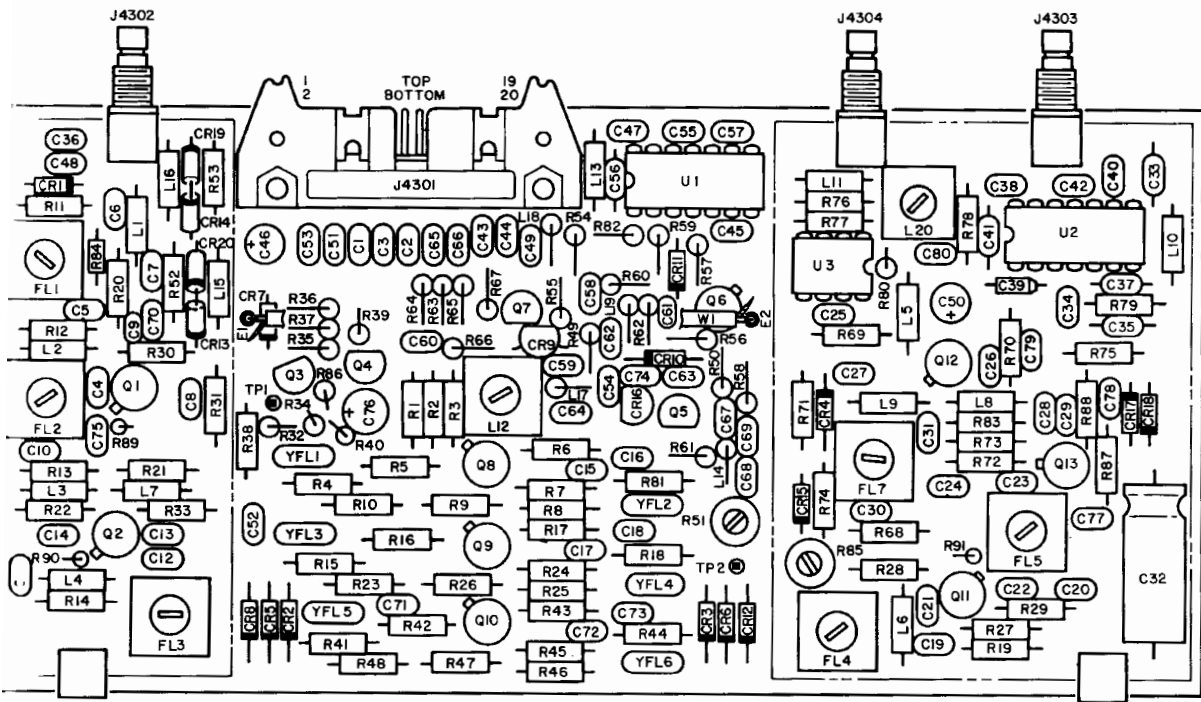 J4302
J4304
J4303
1
2
TOP
BOTTOM
19
20
J4301
C36
C48
CR1
R11
CR19
L16
R53
CR14
C6
L1
R84
FL1
R20
C7
R52
CR20
L15
C5
R12
L2
C9
C70
R30
CR13
C4
Q1
C8
R31
FL2
C75
R89
C10
R13
L3
R22
R21
L7
R33
C14
Q2
C13
C12
R90
L4
R14
FL3
C46
C53
C51
C1
C3
C2
C65
C66
C43
C44
C49
L18
R54
CR7
E1
R36
R37
R35
R39
R64
R63
R65
R67
Q7
R55
C60
R66
CR9
R49
C59
C62
Q3
Q4
R86
TP1
R34
R32
C76
R40
R38
YFL1
R1
R2
R3
L12
L17
C64
R5
R4
R10
Q8
R9
R6
C15
R7
R8
R17
C52
YFL3
R16
Q9
C17
R15
R23
R26
R24
R25
R43
CR8
CR5
CR2
YFL5
C71
R42
Q10
C72
R41
R48
R47
R45
R46
C47
C55
C57
L13
C56
U1
R82
R59
C45
R57
CR11
C58
R60
L19
R62
C61
Q6
W1
E2
R56
CR10
R50
C54
C74
C63
R58
CR16
Q5
C67
C69
R61
L14
C68
C16
R81
YFL2
R51
C18
R18
TP2
YFL4
C73
R44
YFL6
CR3
CR6
CR12
L11
R76
R77
L20
R78
C38
C42
C40
C33
C41
U2
L10
U3
R80
C80
C39
C37
R79
C35
C34
C25
R69
L5
C50
Q12
C26
R70
C79
R75
C27
R71
CR4
L9
L8
R83
R73
R72
C31
C28
C29
R88
C78
CR17
CR18
Q13
R87
FL7
C24
C23
CR15
R74
C30
R68
FL5
C77
R85
R28
R91
Q11
C22
C20
C32
C21
R29
FL4
L6
C19
R27
R19